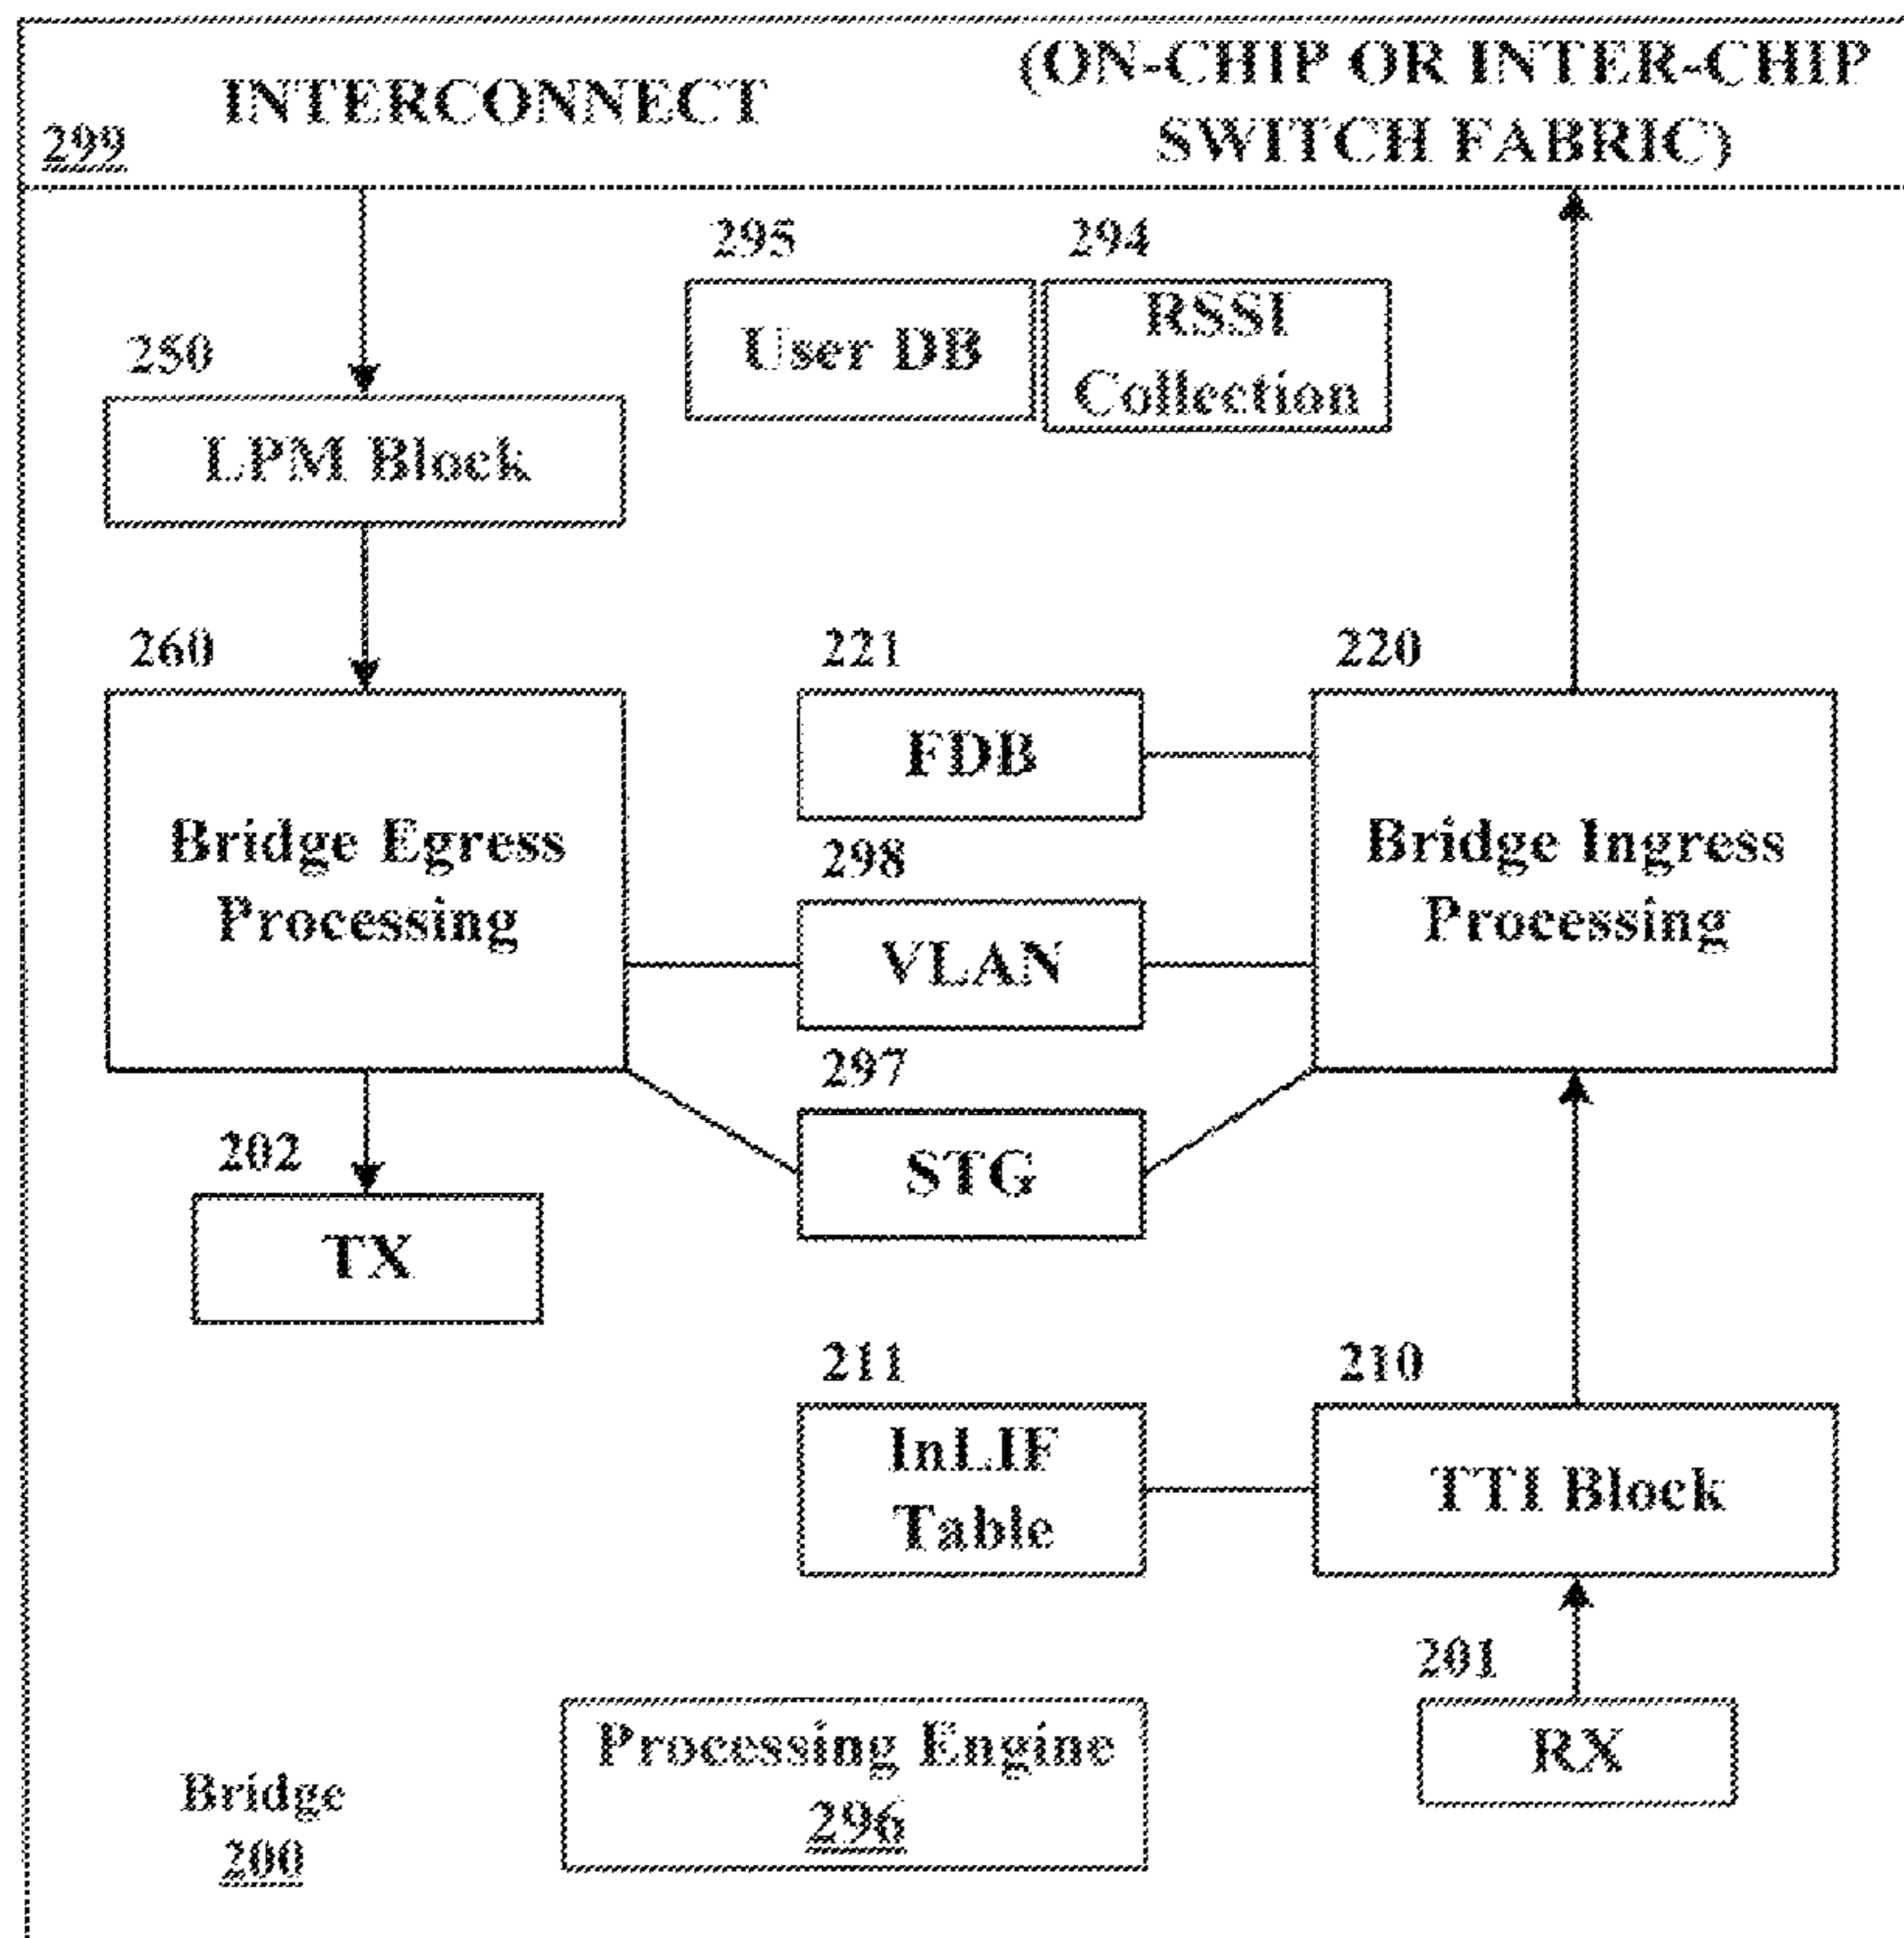 INTERCONNECT
(ON-CHIP OR INTER-CHIP
SWITCH FABRIC)
299
295
294
User DB
RSSI
Collection
250
LPM Block
260
221
220
FDB
Bridge Egress
Processing
298
Bridge Ingress
Processing
VLAN
297
202
STG
TX
211
210
InLIF
Table
TTI Block
201
Processing Engine
296
RX
Bridge
200